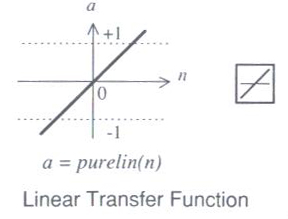 a
+1
n
0
-1
a = purelin(n)
Linear Transfer Function